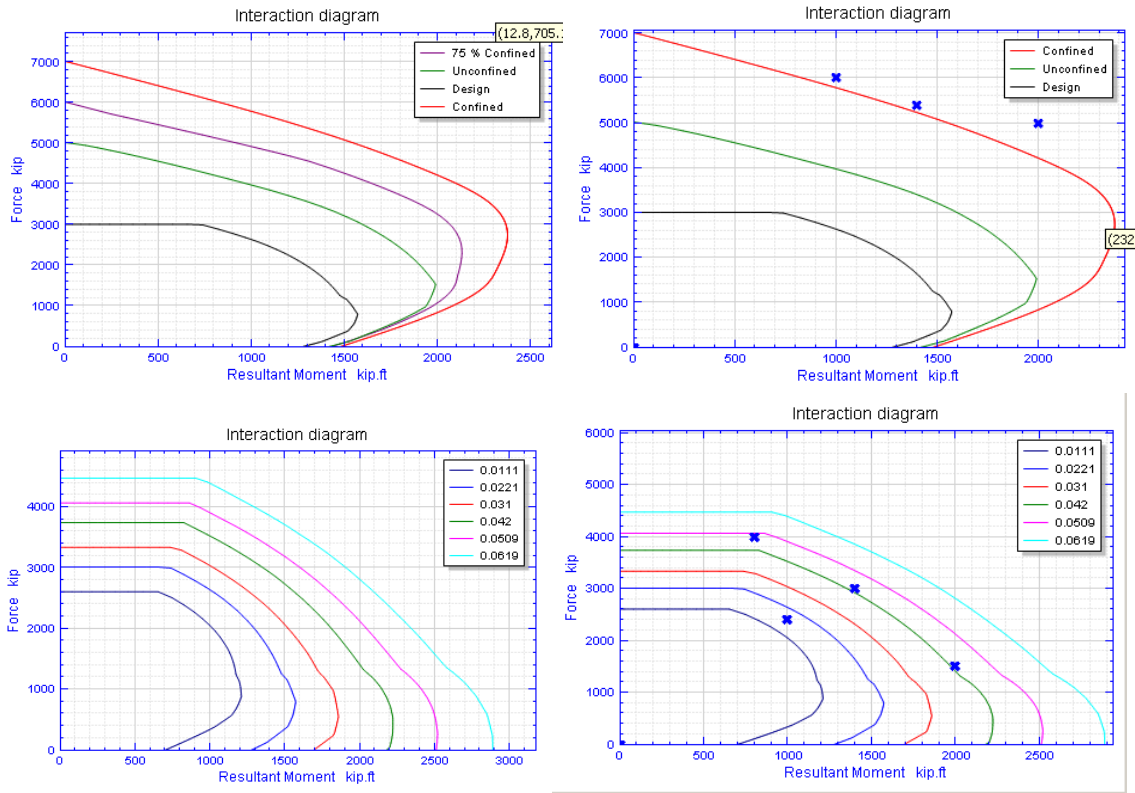 Interaction diagram
(12.8,705.
75 % Confined
Unconfined
Design
Confined
7000
6000
5000
4000
3000
2000
1000
0
Force kip
0 500 1000 1500 2000 2500
Resultant Moment kip.ft
Interaction diagram
Confined
Unconfined
Design
7000
6000
5000
4000
3000
2000
1000
0
Force kip
(232
0 500 1000 1500 2000
Resultant Moment kip.ft
Interaction diagram
0.0111
0.0221
0.031
0.042
0.0509
0.0619
4000
3000
2000
1000
0
Force kip
0 500 1000 1500 2000 2500 3000
Resultant Moment kip.ft
Interaction diagram
0.0111
0.0221
0.031
0.042
0.0509
0.0619
6000
5000
4000
3000
2000
1000
0
Force kip
0 500 1000 1500 2000 2500
Resultant Moment kip.ft